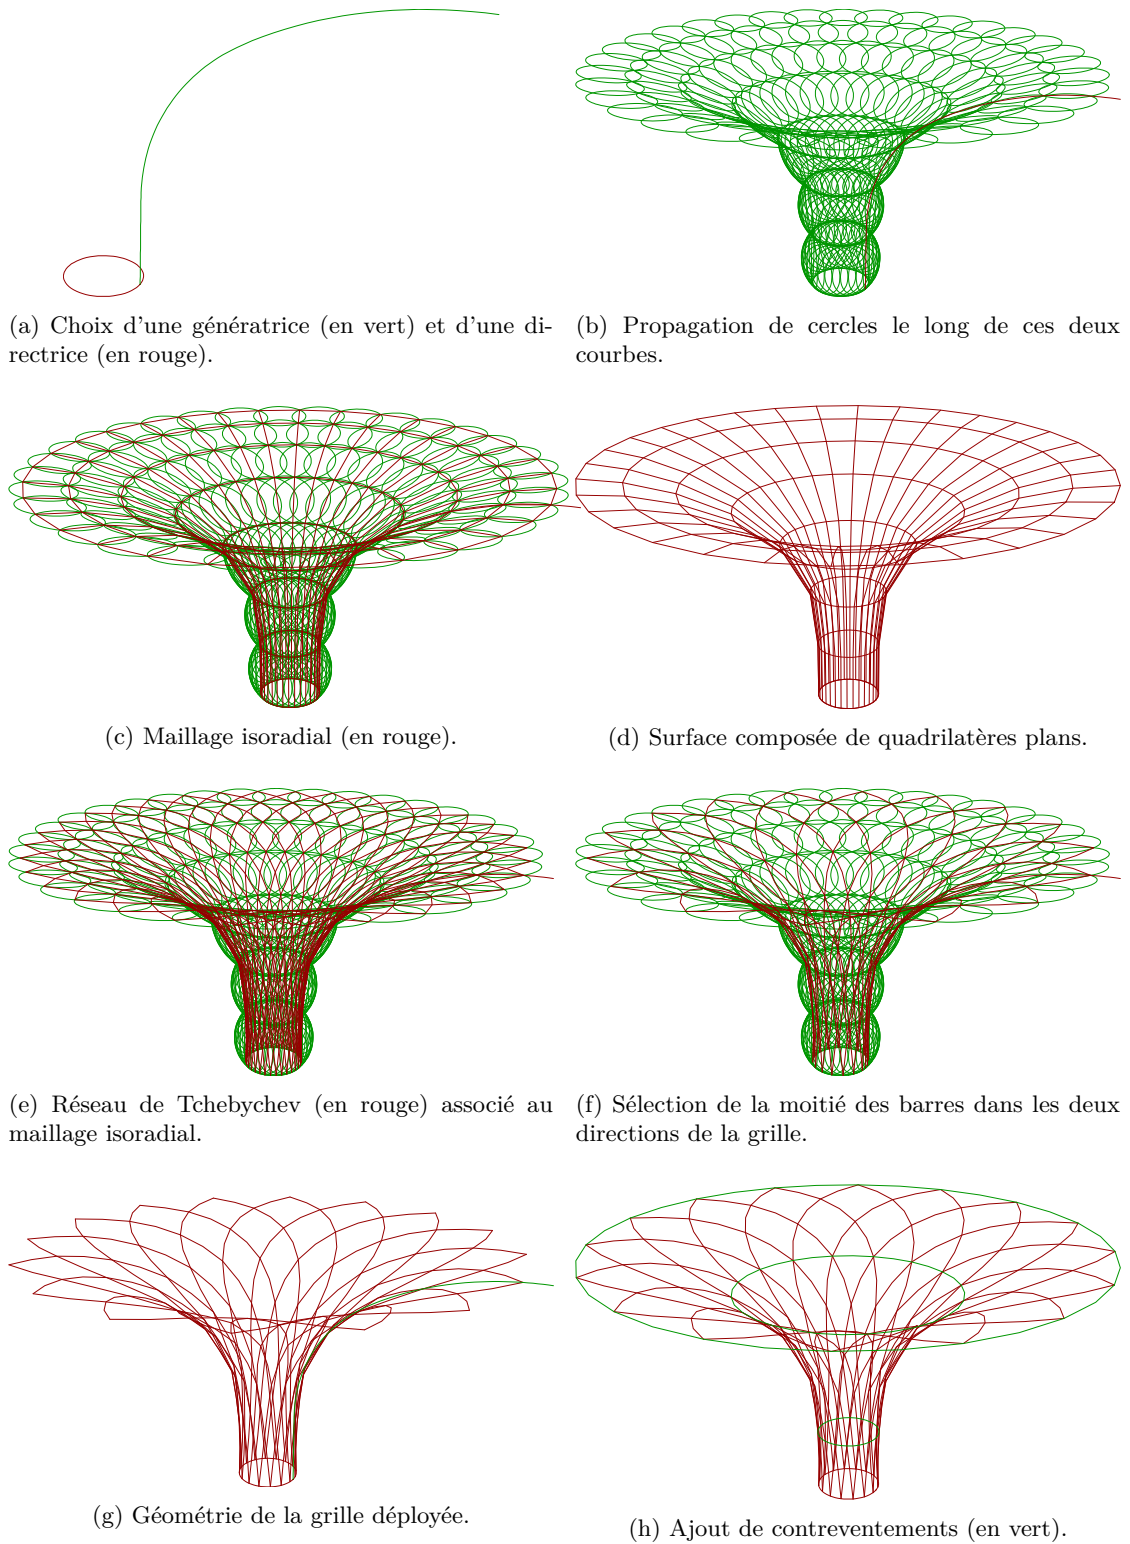 (a) Choix d'une génératrice (en vert) et d'une di-
rectrice (en rouge).
(b) Propagation de cercles le long de ces deux
courbes.
(c) Maillage isoradial (en rouge).
(d) Surface composée de quadrilatères plans.
(e) Réseau de Tchebychev (en rouge) associé au
maillage isoradial.
(f) Sélection de la moitié des barres dans les deux
directions de la grille.
(g) Géométrie de la grille déployée.
(h) Ajout de contreventements (en vert).